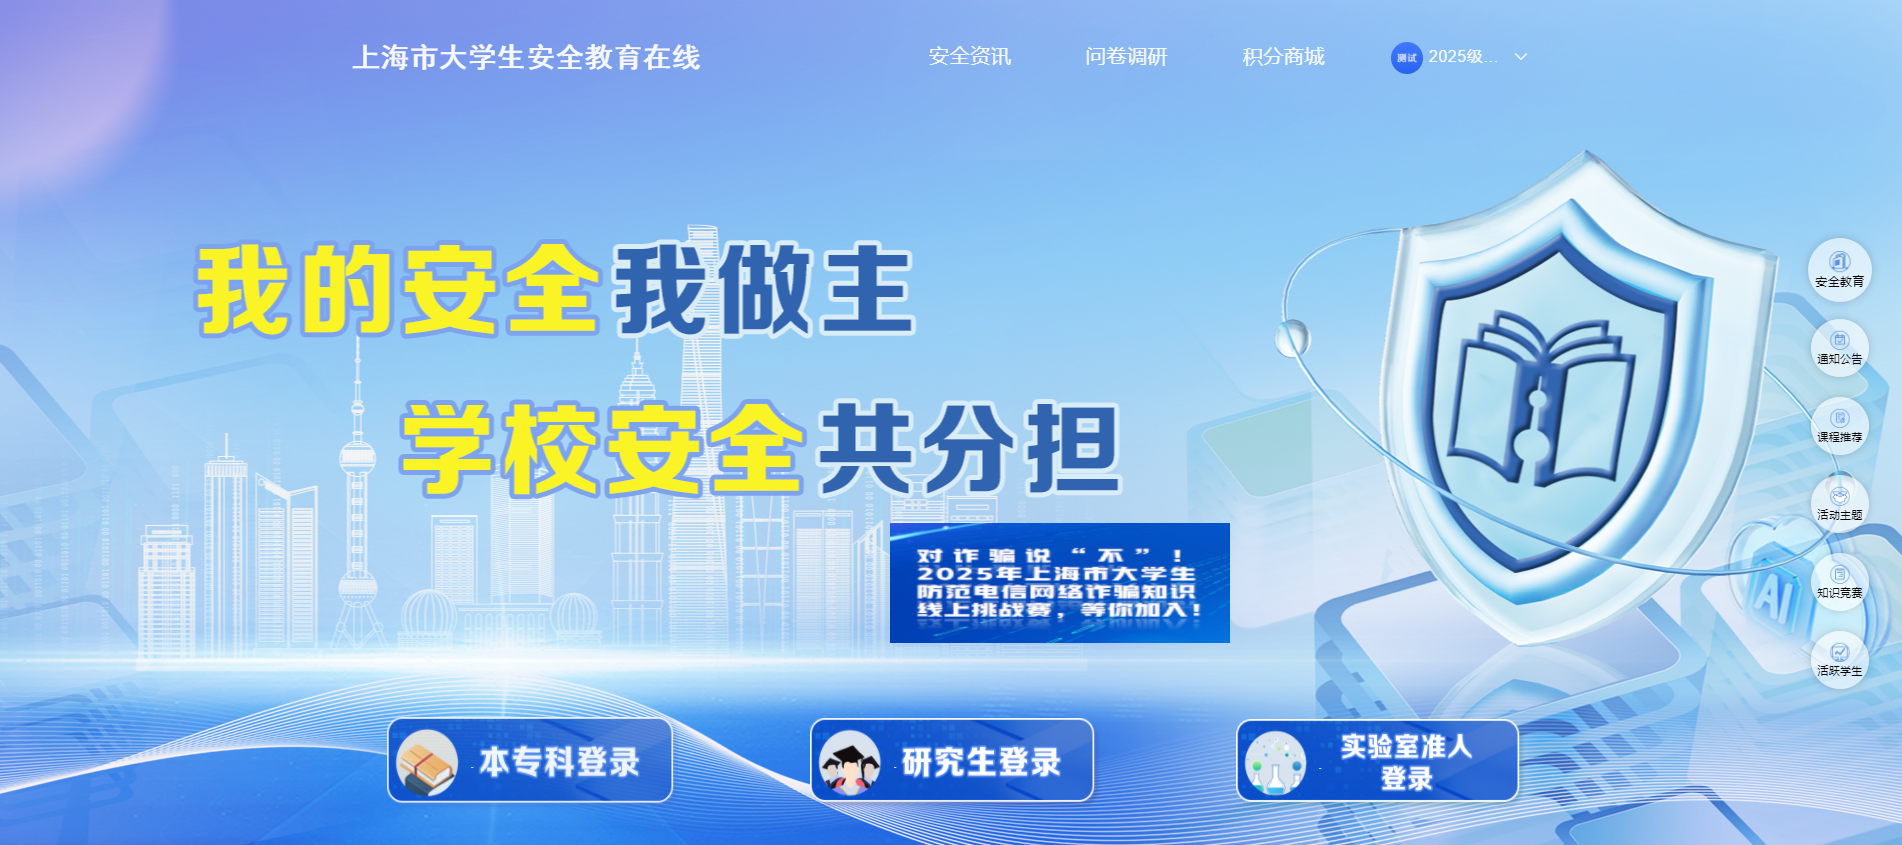 上海市大学生安全教育在线
安全资讯
问卷调研
积分商城
测试
2025级...
我的安全我做主
学校安全共分担
对诈骗说“不”！
2025年上海市大学生
防范电信网络诈骗知识
线上挑战赛，等你加入！
本专科登录
研究生登录
实验室准入
登录
安全教育
通知公告
课程推荐
活动主题
AI
知识竞赛
活跃学生